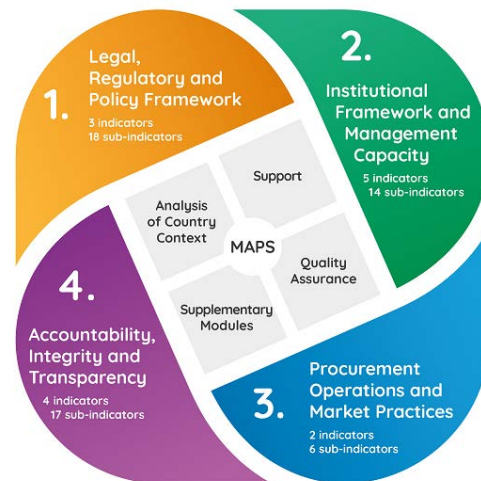 1.
Legal,
Regulatory and
Policy Framework
3 indicators
18 sub-indicators
2.
Institutional
Framework and
Management
Capacity
5 indicators
14 sub-indicators
Support
Analysis
of Country
Context
MAPS
Quality
Assurance
Supplementary
Modules
4.
Accountability,
Integrity and
Transparency
4 indicators
17 sub-indicators
3.
Procurement
Operations and
Market Practices
2 indicators
6 sub-indicators